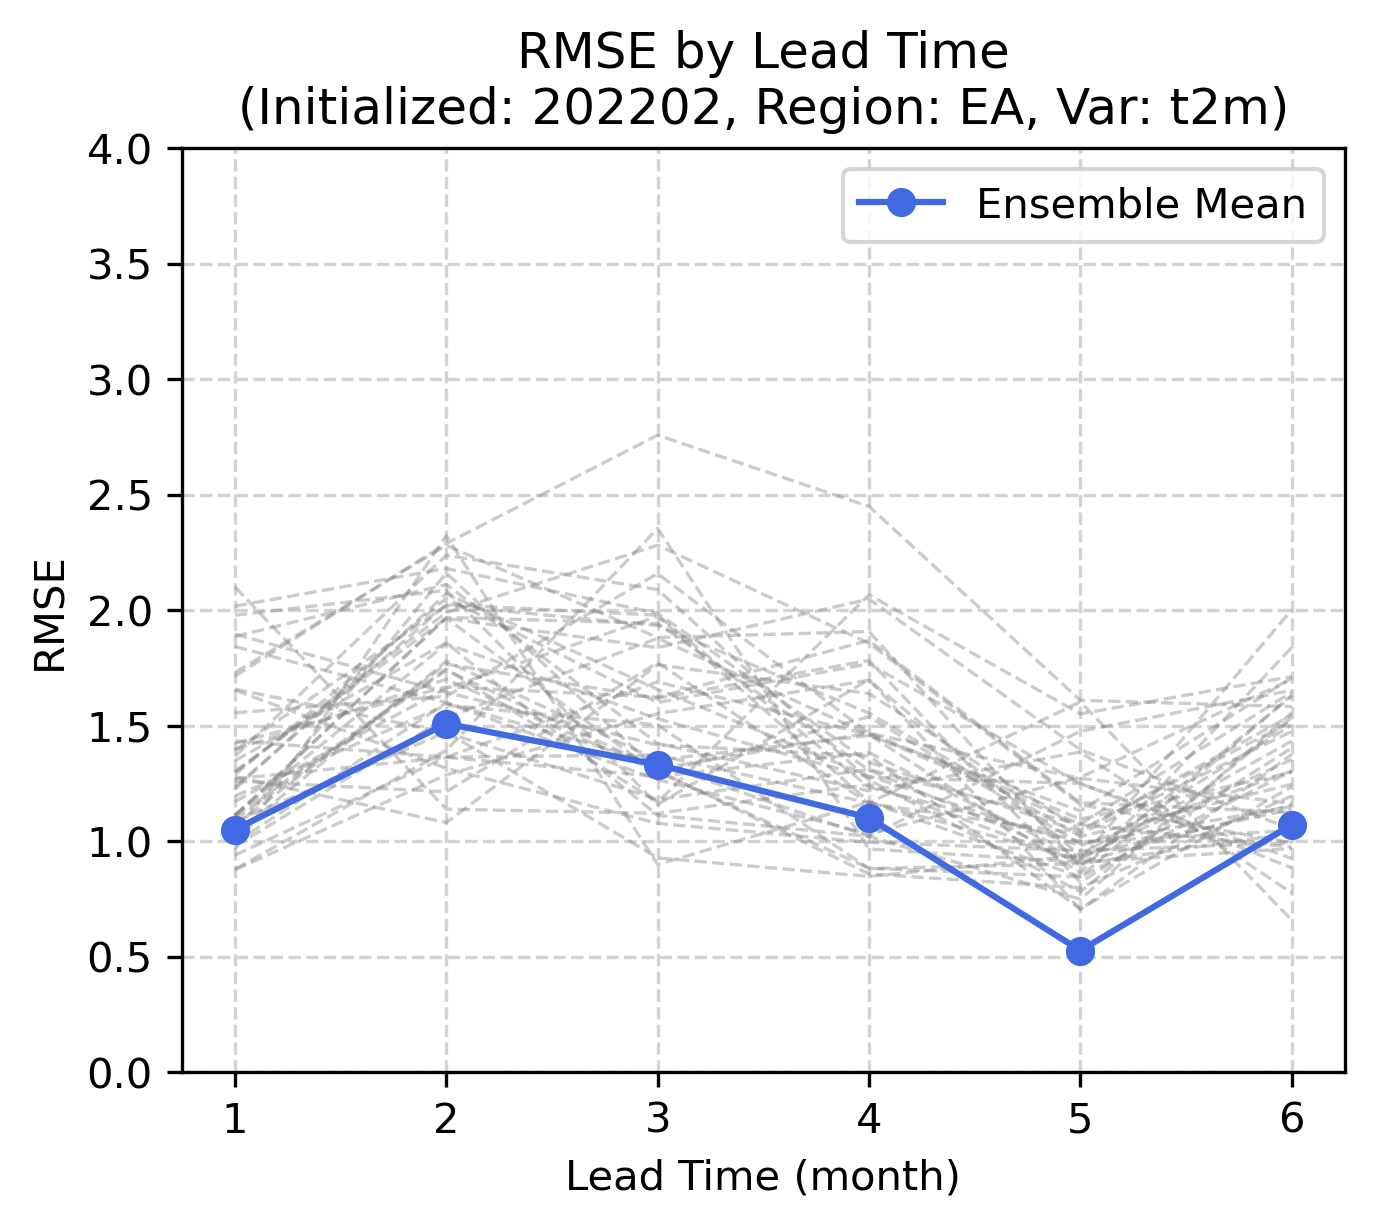 RMSE by Lead Time
(Initialized: 202202, Region: EA, Var: t2m)
Ensemble Mean
4.0
3.5
3.0
2.5
2.0
1.5
1.0
0.5
0.0
RMSE
1 2 3 4 5 6
Lead Time (month)